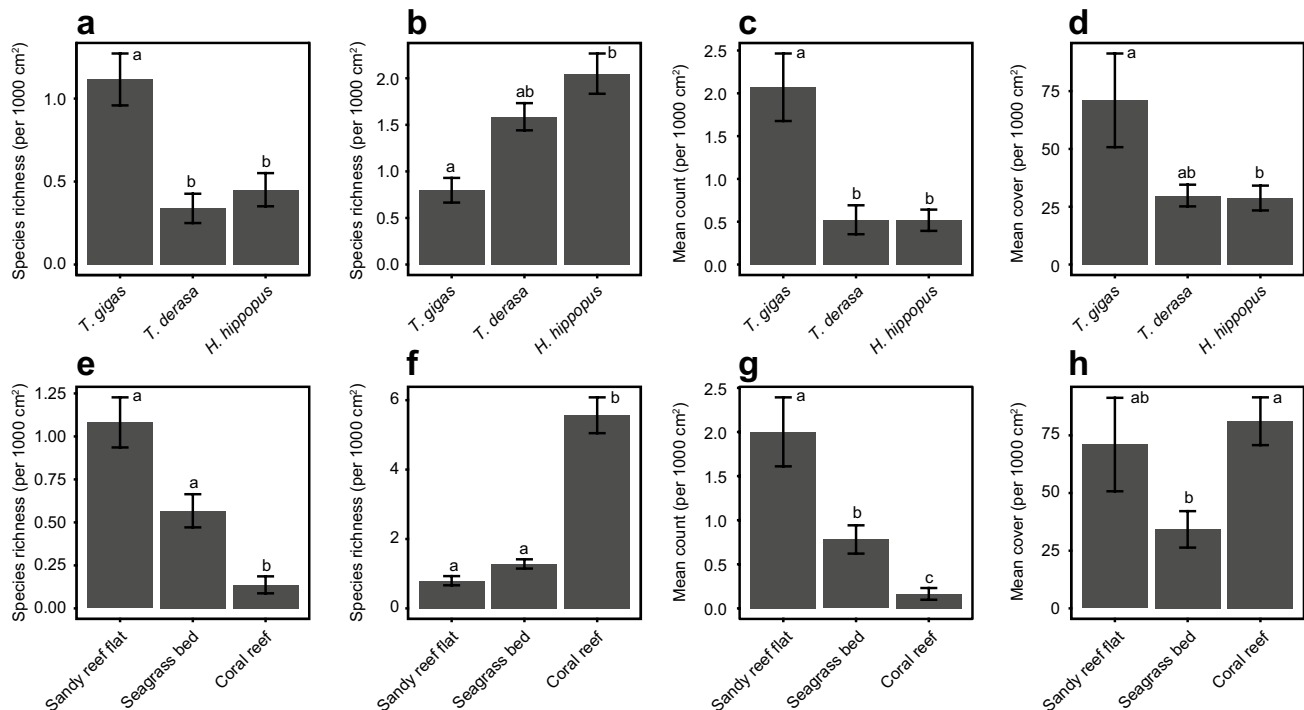 a
Species richness (per 1000 cm²)
1.0
0.5
0.0
a
b
b
T. gigas
T. derasa
H. hippopus
b
Species richness (per 1000 cm²)
2.0
1.5
1.0
0.5
0.0
a
ab
b
T. gigas
T. derasa
H. hippopus
c
Mean count (per 1000 cm²)
2.5
2.0
1.5
1.0
0.5
0.0
a
b
b
T. gigas
T. derasa
H. hippopus
d
Mean cover (per 1000 cm²)
75
50
25
0
a
ab
b
T. gigas
T. derasa
H. hippopus
e
Species richness (per 1000 cm²)
1.25
1.00
0.75
0.50
0.25
0.00
a
a
b
Sandy reef flat
Seagrass bed
Coral reef
f
Species richness (per 1000 cm²)
6
4
2
0
a
a
b
Sandy reef flat
Seagrass bed
Coral reef
g
Mean count (per 1000 cm²)
2.5
2.0
1.5
1.0
0.5
0.0
a
b
c
Sandy reef flat
Seagrass bed
Coral reef
h
Mean cover (per 1000 cm²)
75
50
25
0
ab
b
a
Sandy reef flat
Seagrass bed
Coral reef